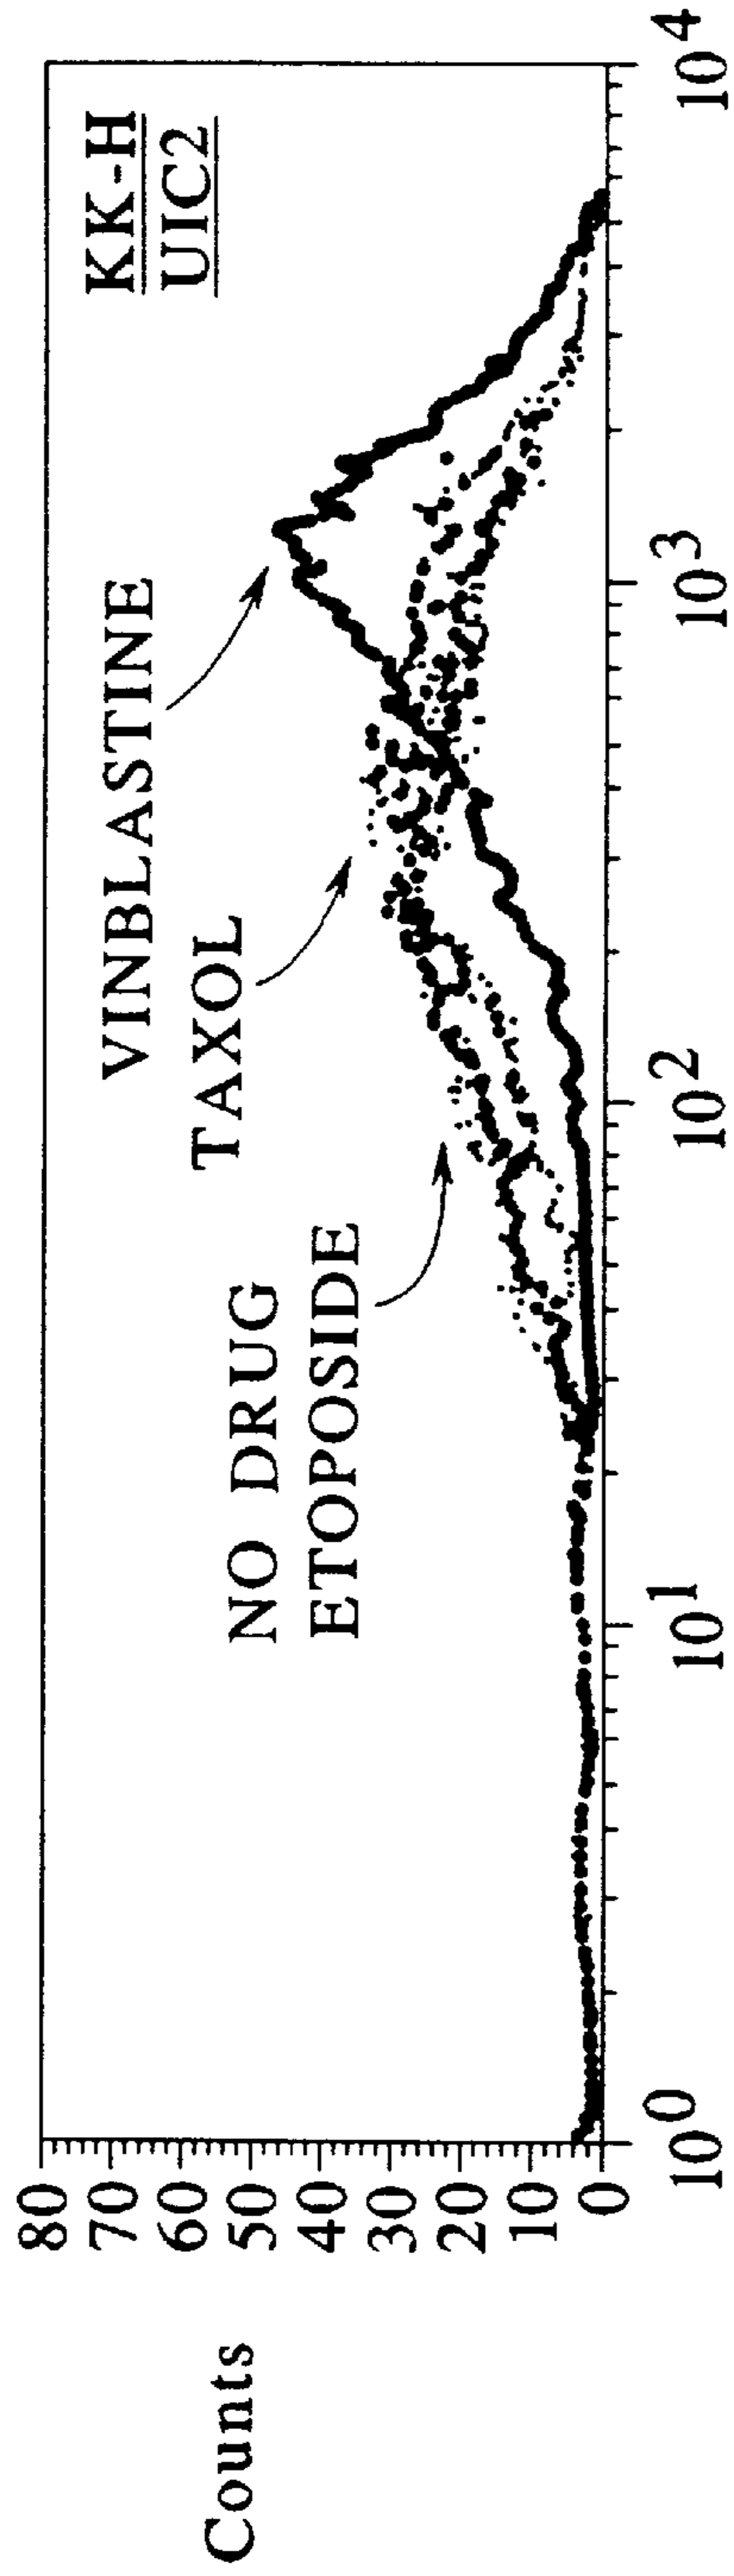 KK-H
UIC2
VINBLASTINE
TAXOL
NO DRUG
ETOPOSIDE
Counts
80
70
60
50
40
30
20
10
0
10⁰
10¹
10²
10³
10⁴